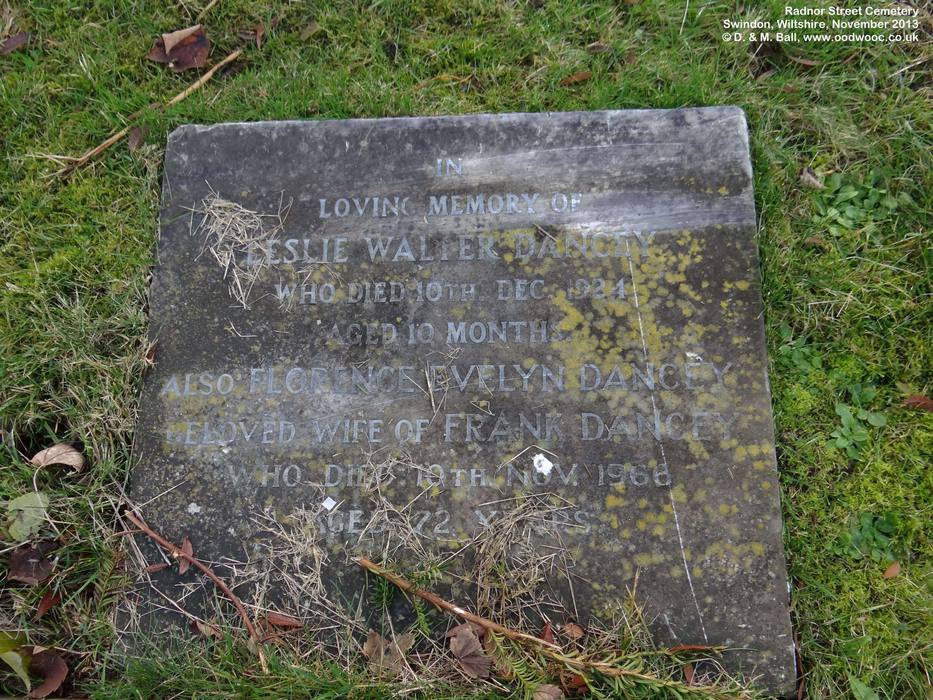 Radnor Street Cemetery
Swindon, Wiltshire, November 2013
© D. & M. Ball, www.oodwooc.co.uk
IN
LOVING MEMORY OF
LESLIE WALTER DANCEY
WHO DIED 10TH DEC. 1924
AGED 10 MONTHS.
ALSO FLORENCE EVELYN DANCEY
BELOVED WIFE OF FRANK DANCEY
WHO DIED 10TH NOV. 1968
AGED 72 YEARS